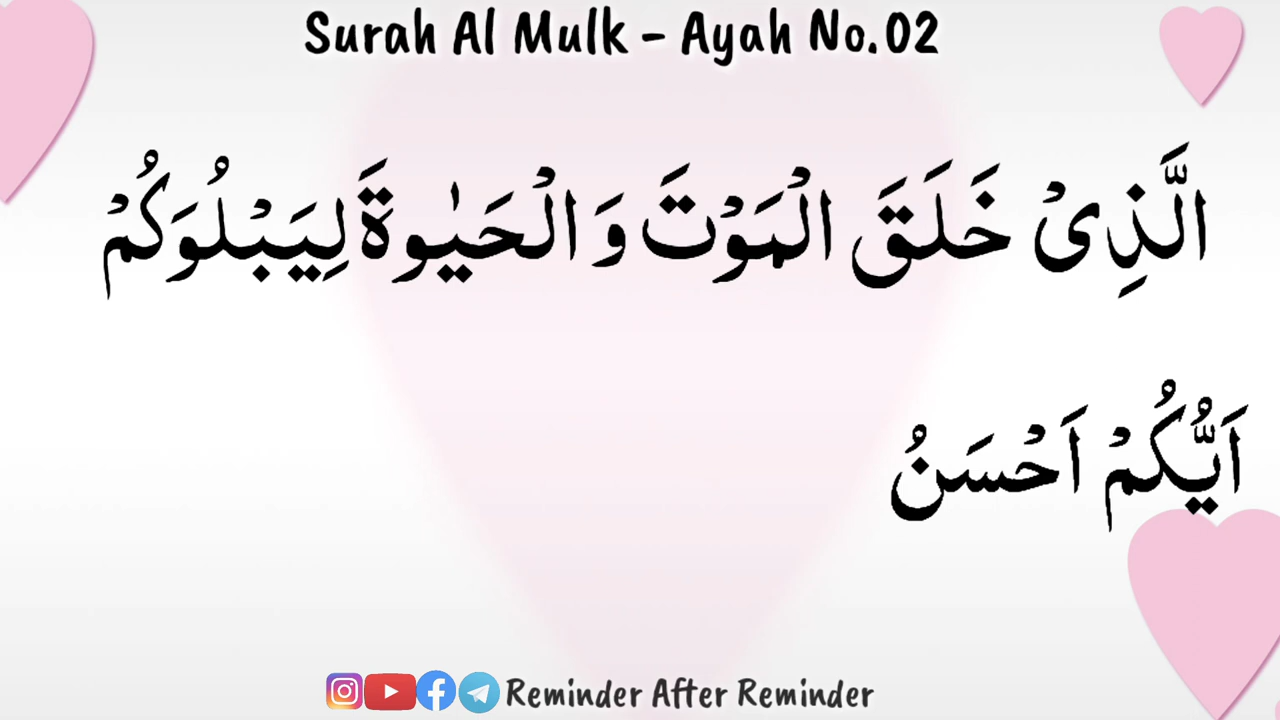 Surah Al Mulk - Ayah No.02
الَّذِىْ خَلَقَ الْمَوْتَ وَالْحَيٰوةَ لِيَبْلُوَكُمْ
اَيُّكُمْ اَحْسَنُ
Reminder After Reminder